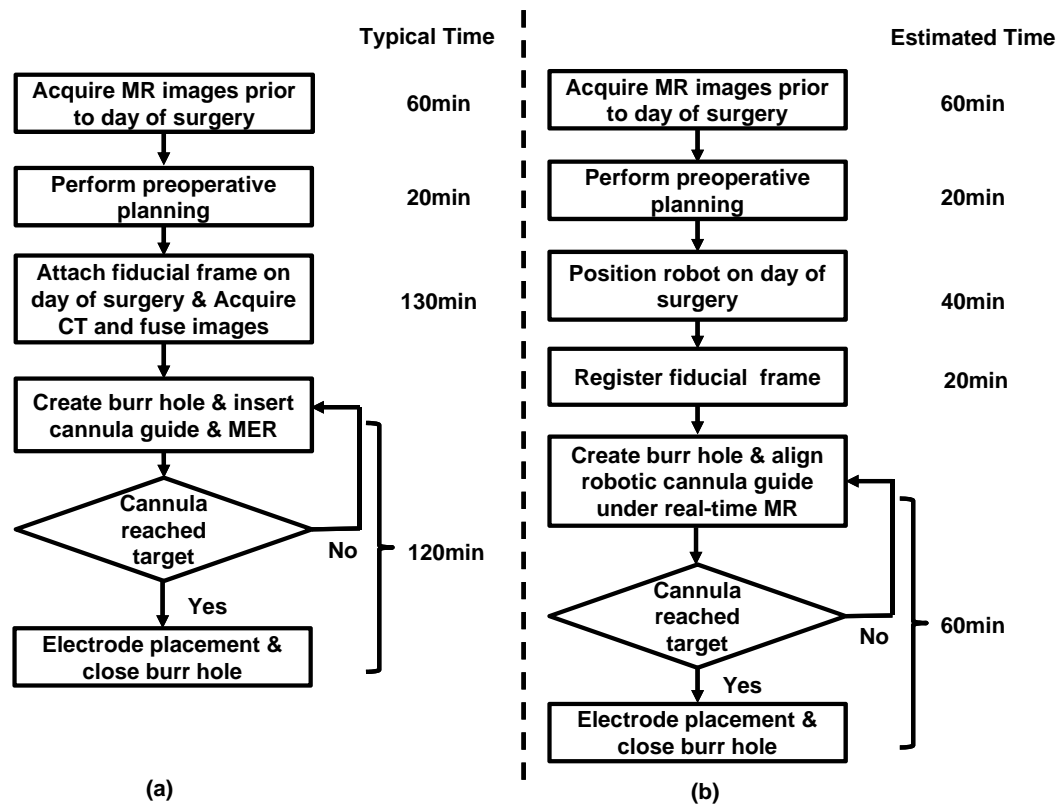 Typical Time
Acquire MR images prior
to day of surgery
60min
Perform preoperative
planning
20min
Attach fiducial frame on
day of surgery & Acquire
CT and fuse images
130min
Create burr hole & insert
cannula guide & MER
Cannula
reached
target
No
120min
Yes
Electrode placement &
close burr hole
(a)
Estimated Time
Acquire MR images prior
to day of surgery
60min
Perform preoperative
planning
20min
Position robot on day of
surgery
40min
Register fiducial frame
20min
Create burr hole & align
robotic cannula guide
under real-time MR
Cannula
reached
target
No
60min
Yes
Electrode placement &
close burr hole
(b)